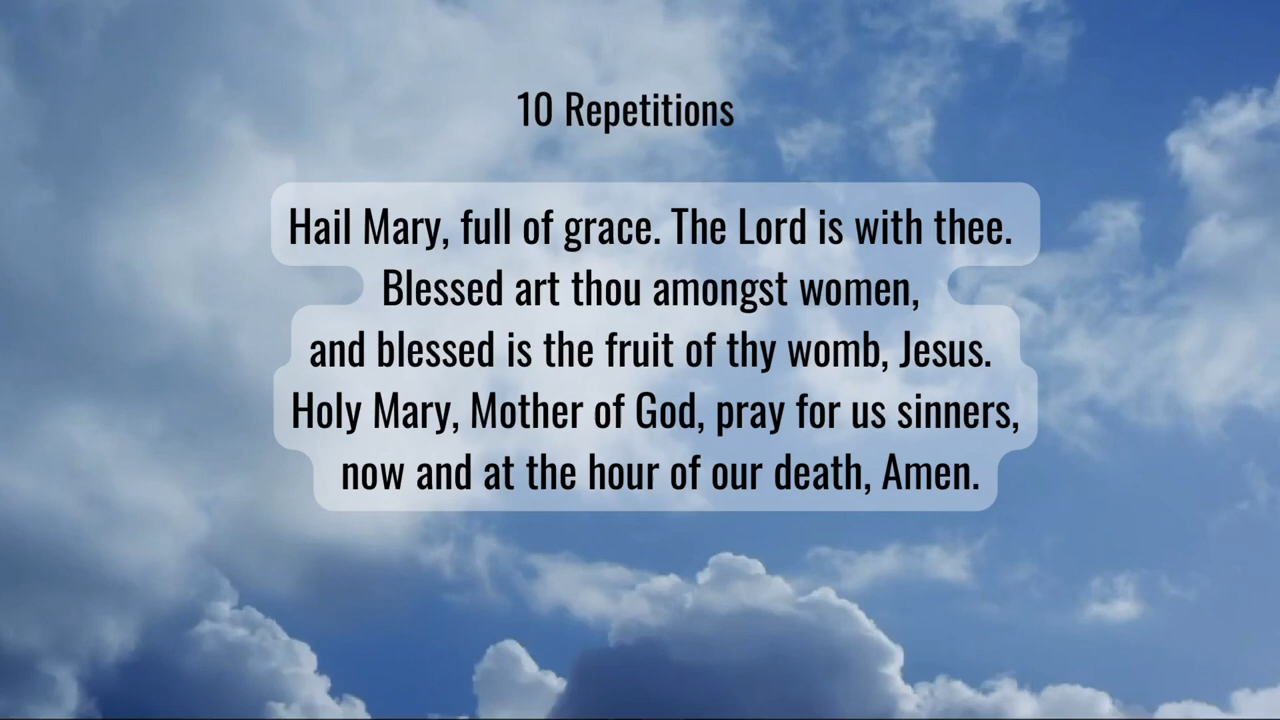 10 Repetitions
Hail Mary, full of grace. The Lord is with thee.
Blessed art thou amongst women,
and blessed is the fruit of thy womb, Jesus.
Holy Mary, Mother of God, pray for us sinners,
now and at the hour of our death, Amen.